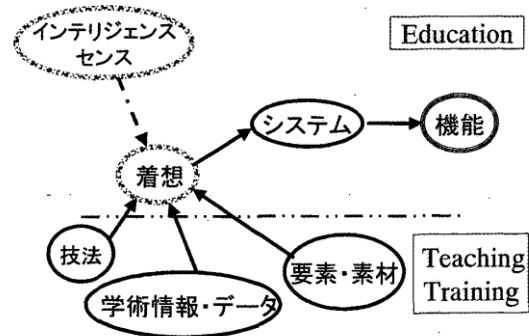 インテリジェンス
センス
Education
システム
機能
着想
技法
学術情報・データ
要素・素材
Teaching
Training